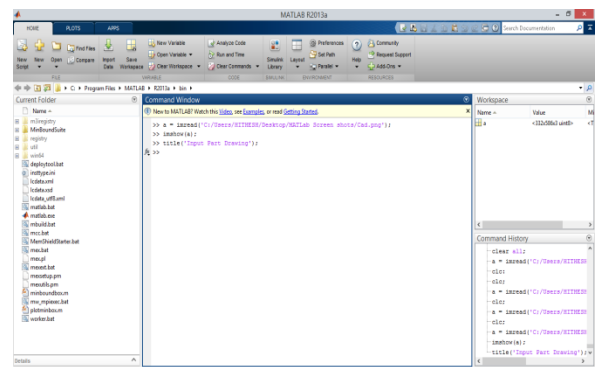 MATLAB R2013a
HOME PLOTS APPS
Search Documentation
New Script
New
Open
Find Files
Compare
Import Data
Save Workspace
New Variable
Open Variable
Clear Workspace
Analyze Code
Run and Time
Clear Commands
Simulink Library
Layout
Preferences
Set Path
Parallel
Help
Community
Request Support
Add-Ons
FILE VARIABLE CODE SIMULINK ENVIRONMENT RESOURCES
C: Program Files MATLAB R2013a bin
Current Folder
Name
m3iregistry
MinBoundSuite
registry
util
win64
deploytool.bat
insttype.ini
lcdata.xml
lcdata.xsd
lcdata_utf8.xml
matlab.bat
matlab.exe
mbuild.bat
mcc.bat
MemShieldStarter.bat
mex.bat
mex.pl
mexext.bat
mexsetup.pm
mexutils.pm
minboundbox.m
mw_mpiexec.bat
plotminbox.m
worker.bat
Details
Command Window
New to MATLAB? Watch this Video, see Examples, or read Getting Started.
>> a = imread('C:/Users/HITHESH/Desktop/MATLab Screen shots/Cad.png');
>> imshow(a);
>> title('Input Part Drawing');
fx >>
Workspace
Name Value
a <332x586x3 uint8>
Command History
clear all;
a = imread('C:/Users/HITHESH
clc;
clc;
a = imread('C:/Users/HITHESH
clc;
a = imread('C:/Users/HITHESH
clc;
a = imread('C:/Users/HITHESH
imshow(a);
title('Input Part Drawing');